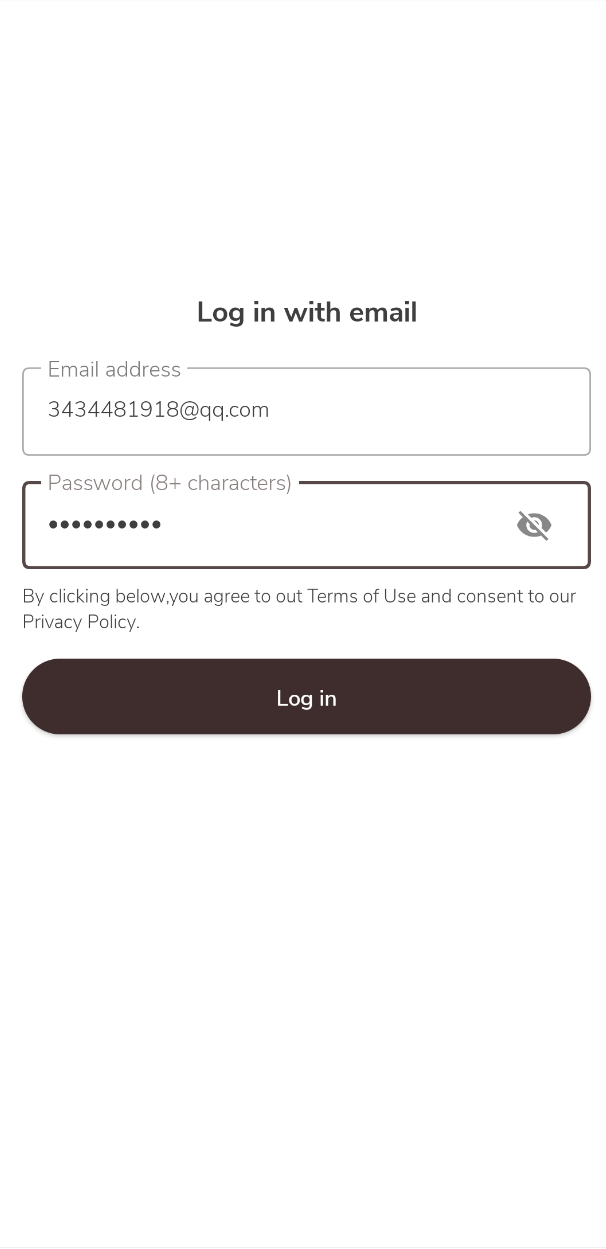 Log in with email
Email address
3434481918@qq.com
Password (8+ characters)
••••••••••
By clicking below,you agree to out Terms of Use and consent to our
Privacy Policy.
Log in